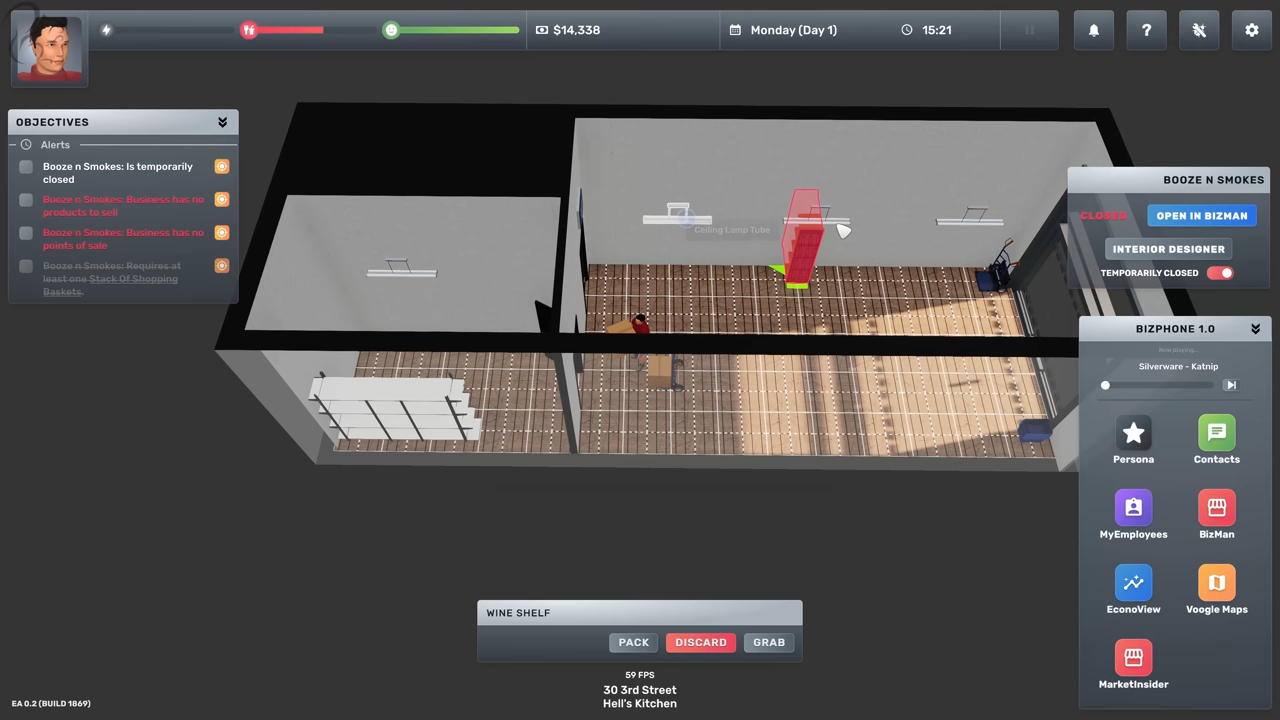 $14,338
Monday (Day 1)
15:21
OBJECTIVES
Alerts
Booze n Smokes: Is temporarily
closed
Booze n Smokes: Business has no
products to sell
Booze n Smokes: Business has no
points of sale
Booze n Smokes: Requires at
least one Stack Of Shopping
Baskets.
Ceiling Lamp Tube
BOOZE N SMOKES
CLOSED
OPEN IN BIZMAN
INTERIOR DESIGNER
TEMPORARILY CLOSED
BIZPHONE 1.0
Now playing...
Silverware - Katnip
Persona
Contacts
MyEmployees
BizMan
EconoView
Voogle Maps
MarketInsider
WINE SHELF
PACK
DISCARD
GRAB
59 FPS
30 3rd Street
Hell's Kitchen
EA 0.2 (BUILD 1869)